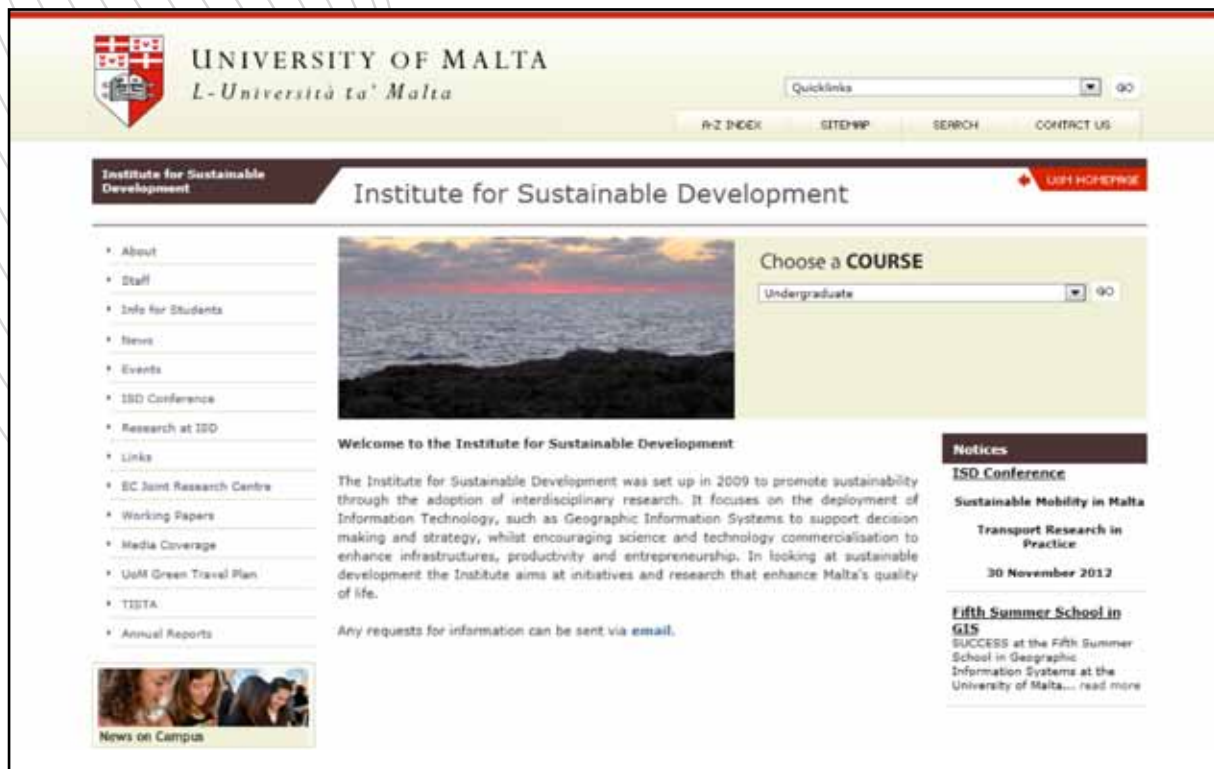 UNIVERSITY OF MALTA
L-Università ta' Malta
Quicklinks
GO
A-Z INDEX
SITEMAP
SEARCH
CONTACT US
Institute for Sustainable
Development
Institute for Sustainable Development
UOM HOMEPAGE
About
Staff
Info for Students
News
Events
ISD Conference
Research at ISD
Links
EC Joint Research Centre
Working Papers
Media Coverage
UoM Green Travel Plan
Annual Reports
News on Campus
Choose a COURSE
Undergraduate
GO
Welcome to the Institute for Sustainable Development
The Institute for Sustainable Development was set up in 2009 to promote sustainability
through the adoption of interdisciplinary research. It focuses on the deployment of
Information Technology, such as Geographic Information Systems to support decision
making and strategy, whilst encouraging science and technology commercialisation to
enhance infrastructures, productivity and entrepreneurship. In looking at sustainable
development the Institute aims at initiatives and research that enhance Malta's quality
of life.
Any requests for information can be sent via email.
Notices
ISD Conference
Sustainable Mobility in Malta
Transport Research in
Practice
30 November 2012
Fifth Summer School in
GIS
SUCCESS at the Fifth Summer
School in Geographic
Information Systems at the
University of Malta... read more